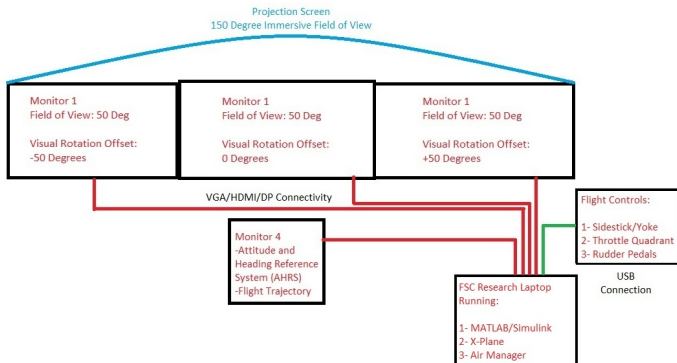 Projection Screen
150 Degree Immersive Field of View
Monitor 1
Field of View: 50 Deg
Visual Rotation Offset:
-50 Degrees
Monitor 1
Field of View: 50 Deg
Visual Rotation Offset:
0 Degrees
Monitor 1
Field of View: 50 Deg
Visual Rotation Offset:
+50 Degrees
VGA/HDMI/DP Connectivity
Monitor 4
-Attitude and
Heading Reference
System (AHRS)
-Flight Trajectory
Flight Controls:
1- Sidestick/Yoke
2- Throttle Quadrant
3- Rudder Pedals
USB
Connection
FSC Research Laptop
Running:
1- MATLAB/Simulink
2- X-Plane
3- Air Manager